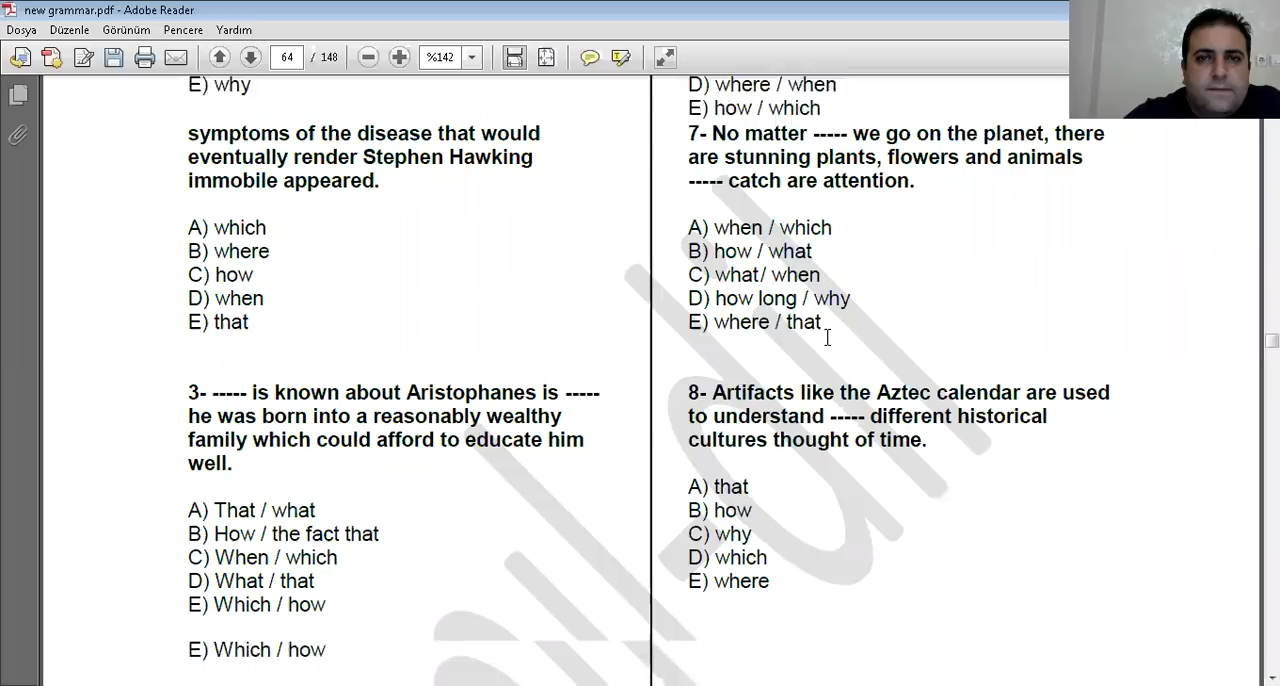 new grammar.pdf - Adobe Reader
Dosya Düzenle Görünüm Pencere Yardım
64 / 148 %142
E) why
symptoms of the disease that would
eventually render Stephen Hawking
immobile appeared.
A) which
B) where
C) how
D) when
E) that
3- ----- is known about Aristophanes is -----
he was born into a reasonably wealthy
family which could afford to educate him
well.
A) That / what
B) How / the fact that
C) When / which
D) What / that
E) Which / how
E) Which / how
D) where / when
E) how / which
7- No matter ----- we go on the planet, there
are stunning plants, flowers and animals
----- catch are attention.
A) when / which
B) how / what
C) what / when
D) how long / why
E) where / that
8- Artifacts like the Aztec calendar are used
to understand ----- different historical
cultures thought of time.
A) that
B) how
C) why
D) which
E) where